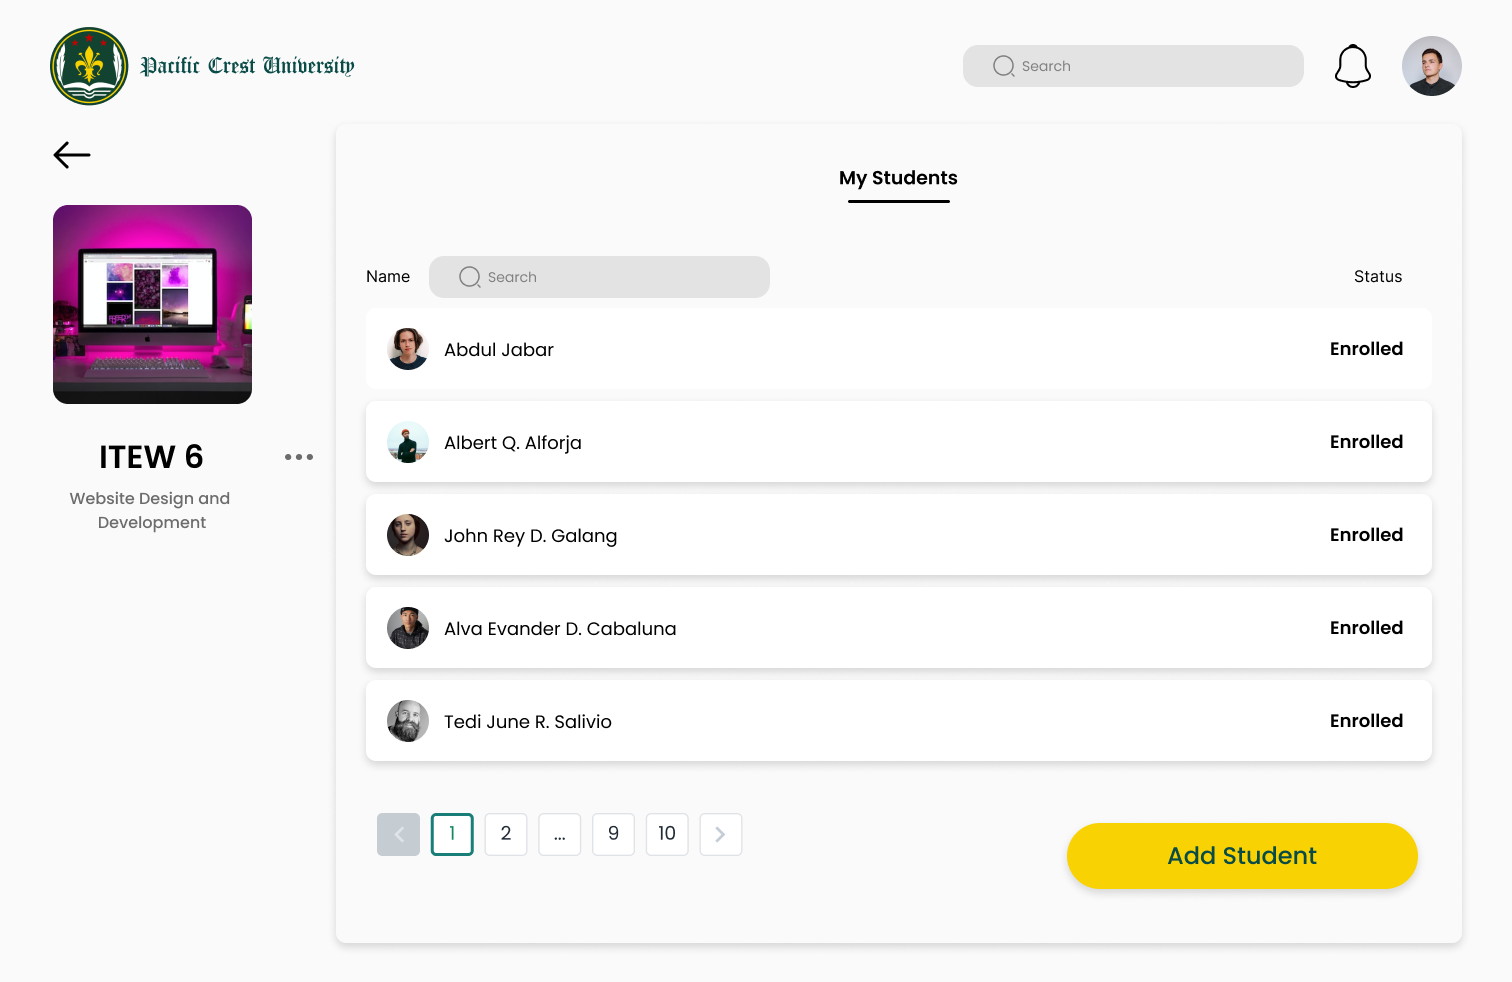 Pacific Crest University
Search
My Students
Name
Search
Status
Abdul Jabar
Enrolled
Albert Q. Alforja
Enrolled
ITEW 6
Website Design and
Development
John Rey D. Galang
Enrolled
Alva Evander D. Cabaluna
Enrolled
Tedi June R. Salivio
Enrolled
1
2
...
9
10
Add Student